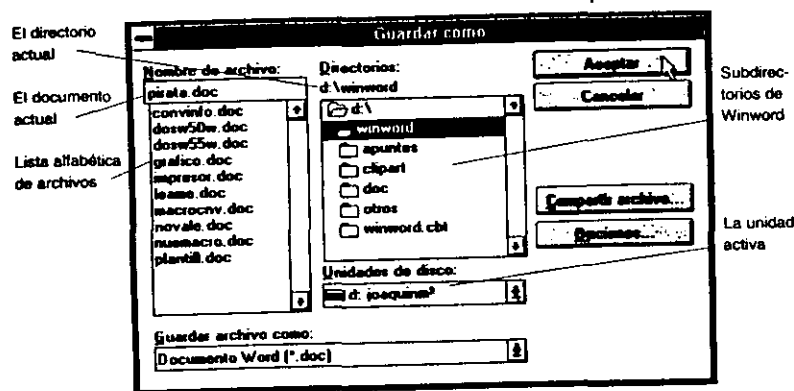 Guardar como
El directorio
actual
El documento
actual
Lista alfabética
de archivos
Nombre de archivo:
pirata.doc
convinfo.doc
dosw50w.doc
dosw55w.doc
grafico.doc
impresor.doc
leame.doc
macrocnv.doc
novale.doc
nuemacro.doc
plantill.doc
Guardar archivo como:
Documento Word (*.doc)
Directorios:
d:\winword
d:\
winword
apuntes
clipart
doc
otros
winword.cbt
Unidades de disco:
d: joaquinm²
Aceptar
Cancelar
Compartir archivo...
Opciones...
Subdirec-
torios de
Winword
La unidad
activa